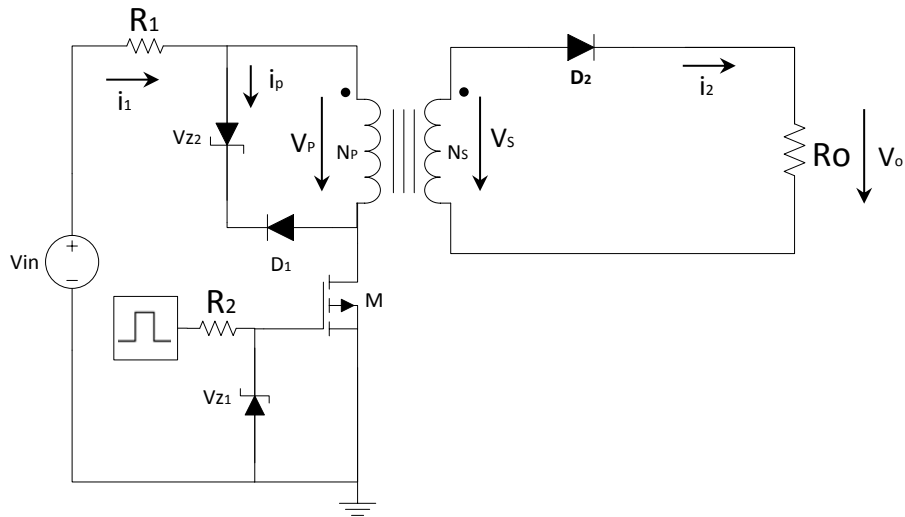 R1
i1
ip
Vz2
VP
NP
NS
VS
D2
i2
Ro
Vo
Vin
+
–
D1
R2
M
Vz1